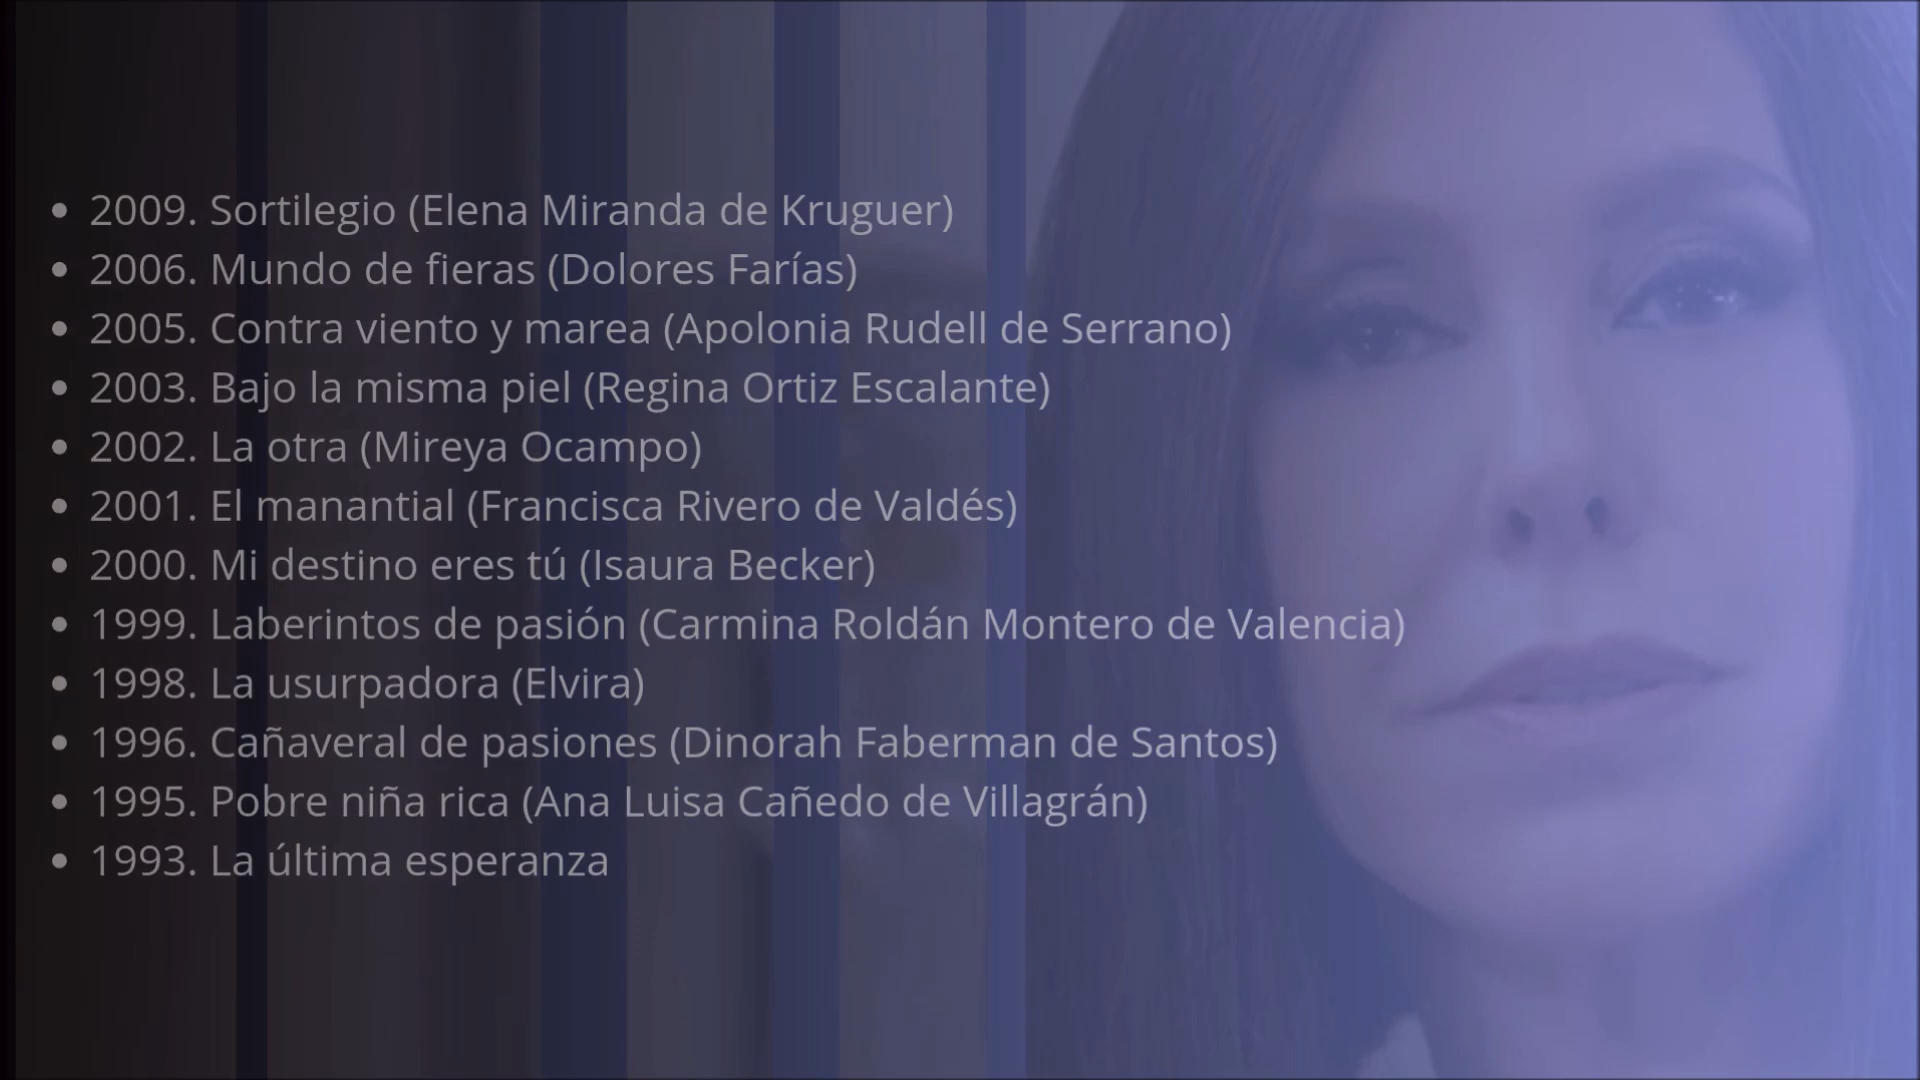 • 2009. Sortilegio (Elena Miranda de Kruguer)
• 2006. Mundo de fieras (Dolores Farías)
• 2005. Contra viento y marea (Apolonia Rudell de Serrano)
• 2003. Bajo la misma piel (Regina Ortiz Escalante)
• 2002. La otra (Mireya Ocampo)
• 2001. El manantial (Francisca Rivero de Valdés)
• 2000. Mi destino eres tú (Isaura Becker)
• 1999. Laberintos de pasión (Carmina Roldán Montero de Valencia)
• 1998. La usurpadora (Elvira)
• 1996. Cañaveral de pasiones (Dinorah Faberman de Santos)
• 1995. Pobre niña rica (Ana Luisa Cañedo de Villagrán)
• 1993. La última esperanza